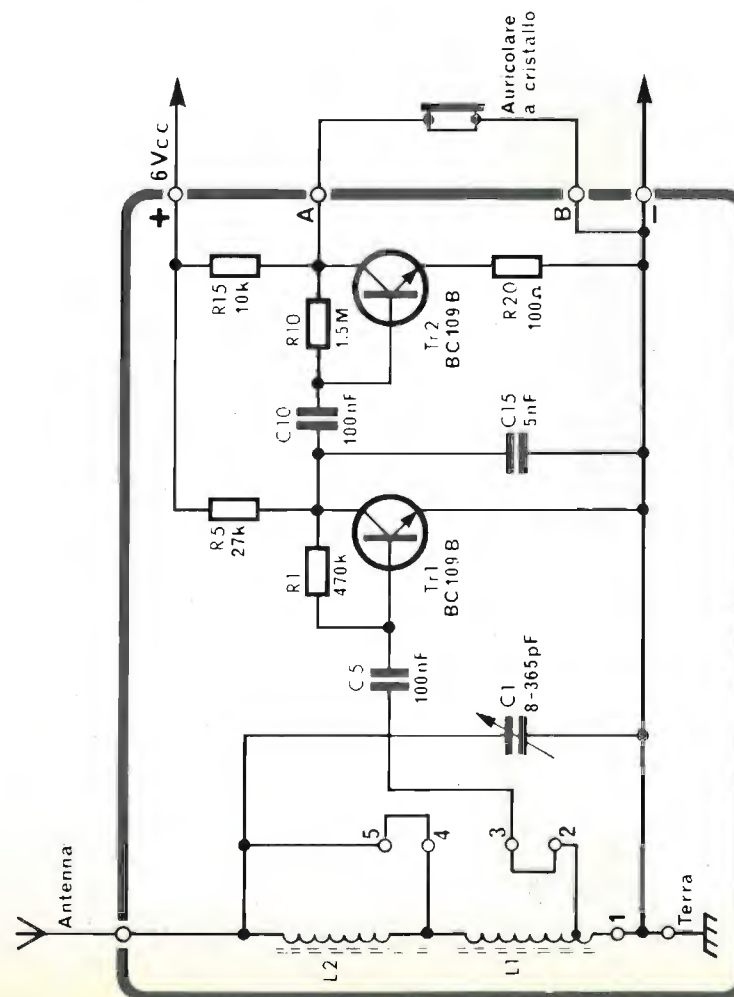 Antenna
L2
L1
5
4
3
2
1
Terra
C1
8-365pF
C5
100nF
R1
470k
R5
27k
Tr1
BC109B
C10
100nF
C15
5nF
R10
1.5M
R15
10k
Tr2
BC109B
R20
100Ω
+
6Vcc
A
B
−
Auricolare
a cristallo